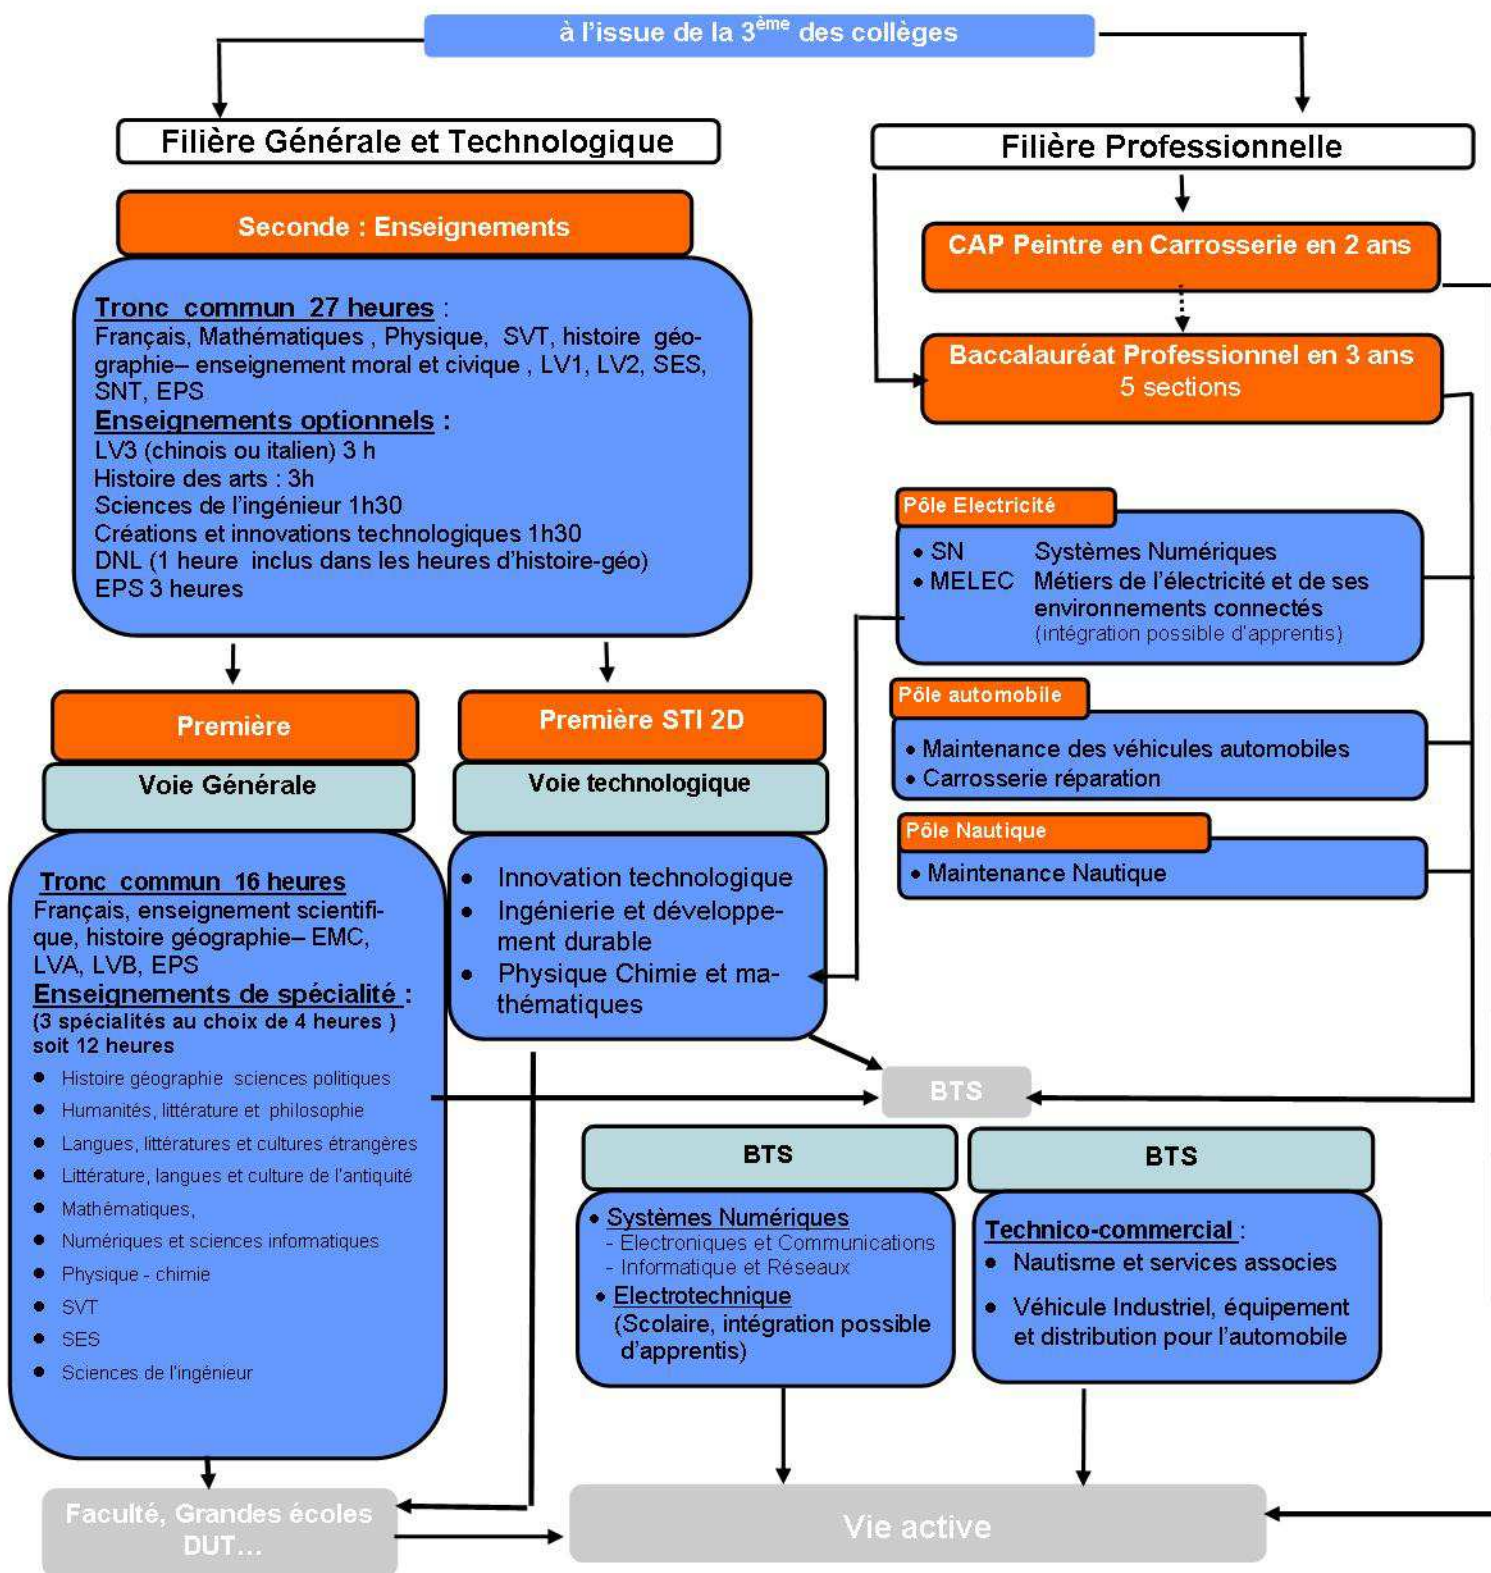 à l'issue de la 3ème des collèges
Filière Générale et Technologique
Seconde : Enseignements
Tronc commun 27 heures :
Français, Mathématiques , Physique, SVT, histoire géo-
graphie– enseignement moral et civique , LV1, LV2, SES,
SNT, EPS
Enseignements optionnels :
LV3 (chinois ou italien) 3 h
Histoire des arts : 3h
Sciences de l'ingénieur 1h30
Créations et innovations technologiques 1h30
DNL (1 heure inclus dans les heures d'histoire-géo)
EPS 3 heures
Première
Voie Générale
Tronc commun 16 heures
Français, enseignement scientifi-
que, histoire géographie– EMC,
LVA, LVB, EPS
Enseignements de spécialité :
(3 spécialités au choix de 4 heures )
soit 12 heures
• Histoire géographie sciences politiques
• Humanités, littérature et philosophie
• Langues, littératures et cultures étrangères
• Littérature, langues et culture de l'antiquité
• Mathématiques,
• Numériques et sciences informatiques
• Physique - chimie
• SVT
• SES
• Sciences de l'ingénieur
Première STI 2D
Voie technologique
• Innovation technologique
• Ingénierie et développe-
ment durable
• Physique Chimie et ma-
thématiques
Filière Professionnelle
CAP Peintre en Carrosserie en 2 ans
Baccalauréat Professionnel en 3 ans
5 sections
Pôle Electricité
• SN Systèmes Numériques
• MELEC Métiers de l'électricité et de ses
environnements connectés
(intégration possible d'apprentis)
Pôle automobile
• Maintenance des véhicules automobiles
• Carrosserie réparation
Pôle Nautique
• Maintenance Nautique
BTS
BTS
• Systèmes Numériques
- Electroniques et Communications
- Informatique et Réseaux
• Electrotechnique
(Scolaire, intégration possible
d'apprentis)
BTS
Technico-commercial :
• Nautisme et services associes
• Véhicule Industriel, équipement
et distribution pour l'automobile
Faculté, Grandes écoles
DUT...
Vie active